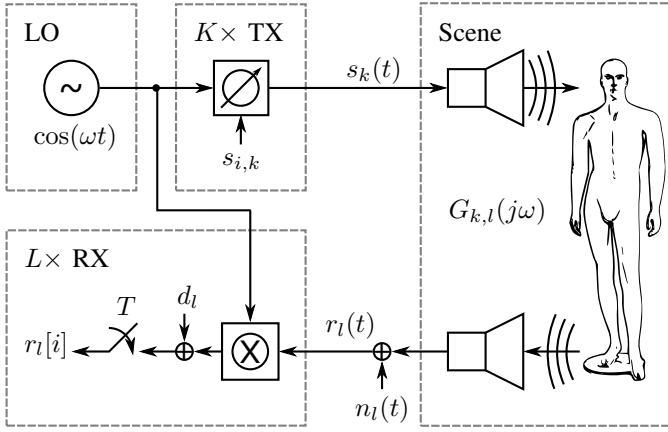 LO
K× TX
Scene
s_k(t)
~
cos(ωt)
s_{i,k}
G_{k,l}(jω)
L× RX
T
d_l
r_l(t)
r_l[i]
X
n_l(t)